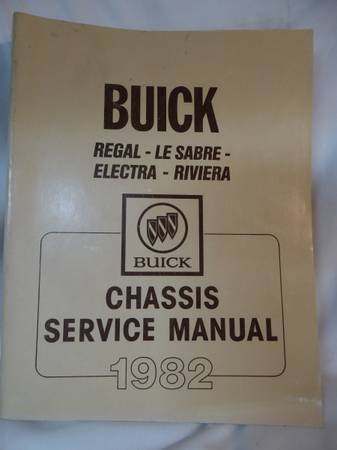 BUICK
REGAL - LE SABRE -
ELECTRA - RIVIERA
BUICK
CHASSIS
SERVICE MANUAL
1982